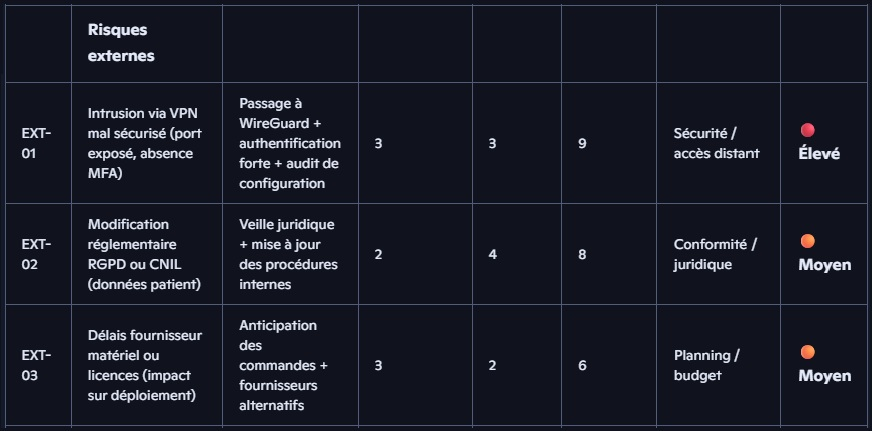 Risques
externes
EXT-
01
Intrusion via VPN
mal sécurisé (port
exposé, absence
MFA)
Passage à
WireGuard +
authentification
forte + audit de
configuration
3
3
9
Sécurité /
accès distant
Élevé
EXT-
02
Modification
réglementaire
RGPD ou CNIL
(données patient)
Veille juridique
+ mise à jour
des procédures
internes
2
4
8
Conformité /
juridique
Moyen
EXT-
03
Délais fournisseur
matériel ou
licences (impact
sur déploiement)
Anticipation
des
commandes +
fournisseurs
alternatifs
3
2
6
Planning /
budget
Moyen